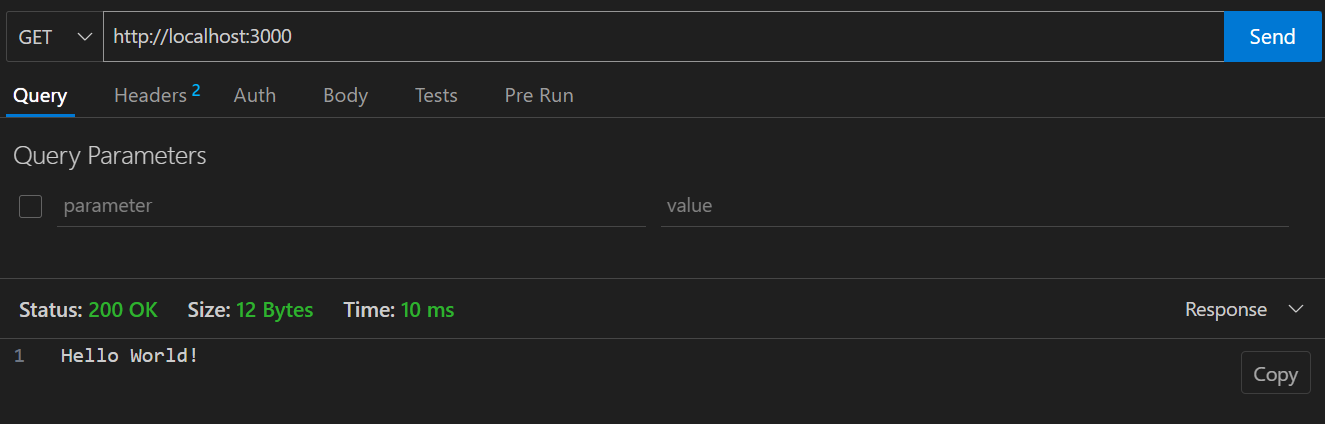 GET http://localhost:3000 Send
Query Headers 2 Auth Body Tests Pre Run
Query Parameters
parameter value
Status: 200 OK Size: 12 Bytes Time: 10 ms Response
1 Hello World!
Copy